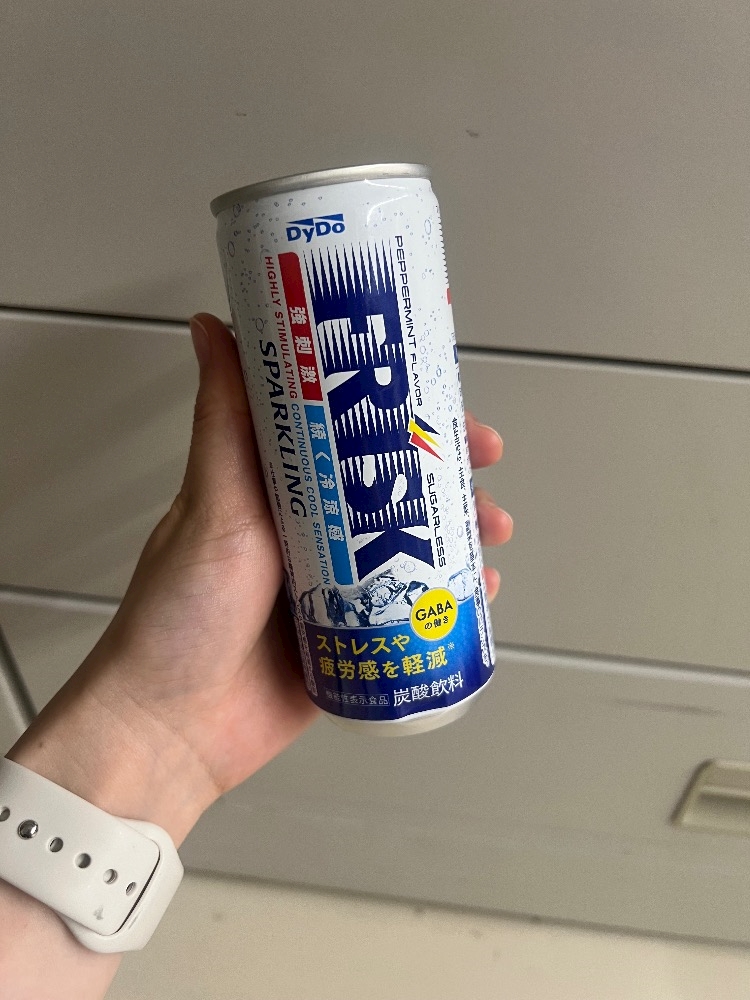 DyDo
FRISK
PEPPERMINT FLAVOR
SUGARLESS
強刺激
HIGHLY STIMULATING
続く冷涼感
CONTINUOUS COOL SENSATION
SPARKLING
GABA
の働き
ストレスや
疲労感を軽減※
機能性表示食品 炭酸飲料